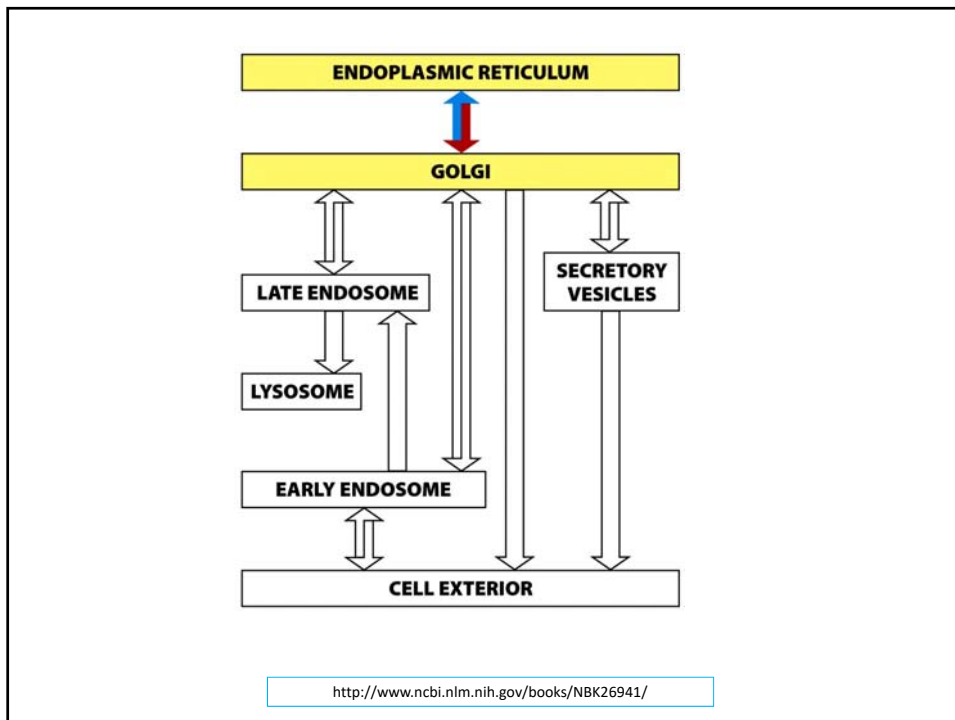 ENDOPLASMIC RETICULUM
GOLGI
SECRETORY
VESICLES
LATE ENDOSOME
LYSOSOME
EARLY ENDOSOME
CELL EXTERIOR
http://www.ncbi.nlm.nih.gov/books/NBK26941/